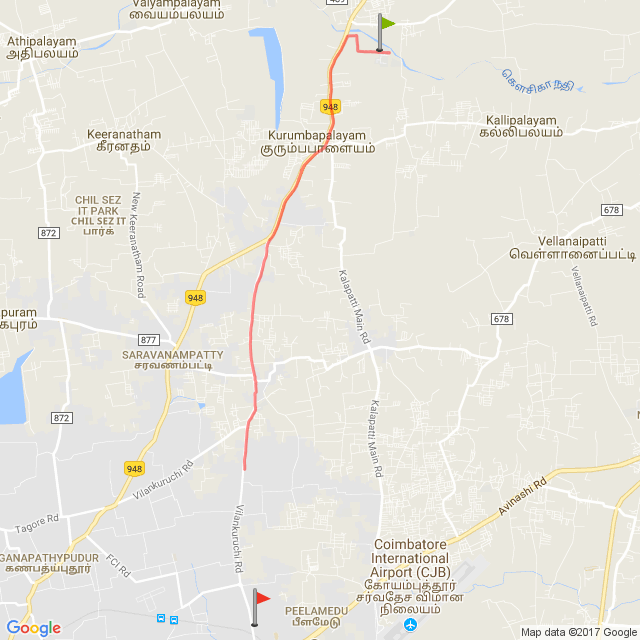 Vaiyampalayam
வையம்பலயம்
Athipalayam
அதிபலயம்
கௌசிகாநதி
948
Kallipalayam
கல்லிபலயம்
Keeranatham
கீரனதம்
Kurumbapalayam
குரும்பபாளையம்
CHIL SEZ
IT PARK
CHIL SEZ IT
பார்க்
New Keeranatham Road
872
678
Vellanaipatti
வெள்ளானைப்பட்டி
Vellanaipatti Rd
Kalapatti Main Rd
948
puram
கபுரம்
877
678
SARAVANAMPATTY
சரவணம்பட்டி
872
Kalapatti Main Rd
948
Vilankuruchi Rd
Avinashi Rd
Tagore Rd
Vilankuruchi Rd
GANAPATHYPUDUR
கணபத்யபுதூர்
FCI Rd
Coimbatore
International
Airport (CJB)
கோயம்புத்தூர்
சர்வதேச விமான
நிலையம்
PEELAMEDU
பீளமேடு
Google
Map data ©2017 Google